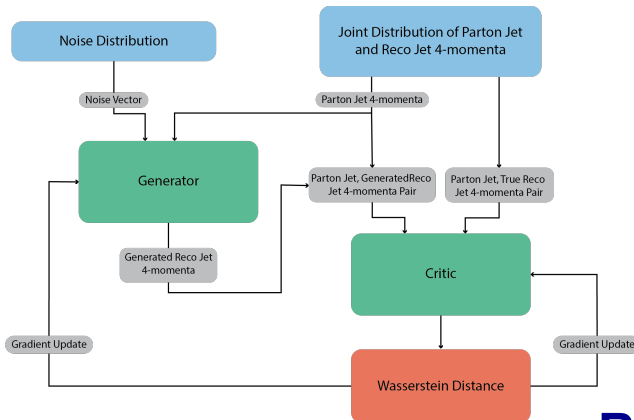 Noise Distribution
Joint Distribution of Parton Jet
and Reco Jet 4-momenta
Noise Vector
Parton Jet 4-momenta
Generator
Parton Jet, GeneratedReco
Jet 4-momenta Pair
Parton Jet, True Reco
Jet 4-momenta Pair
Generated Reco Jet
4-momenta
Critic
Gradient Update
Gradient Update
Wasserstein Distance